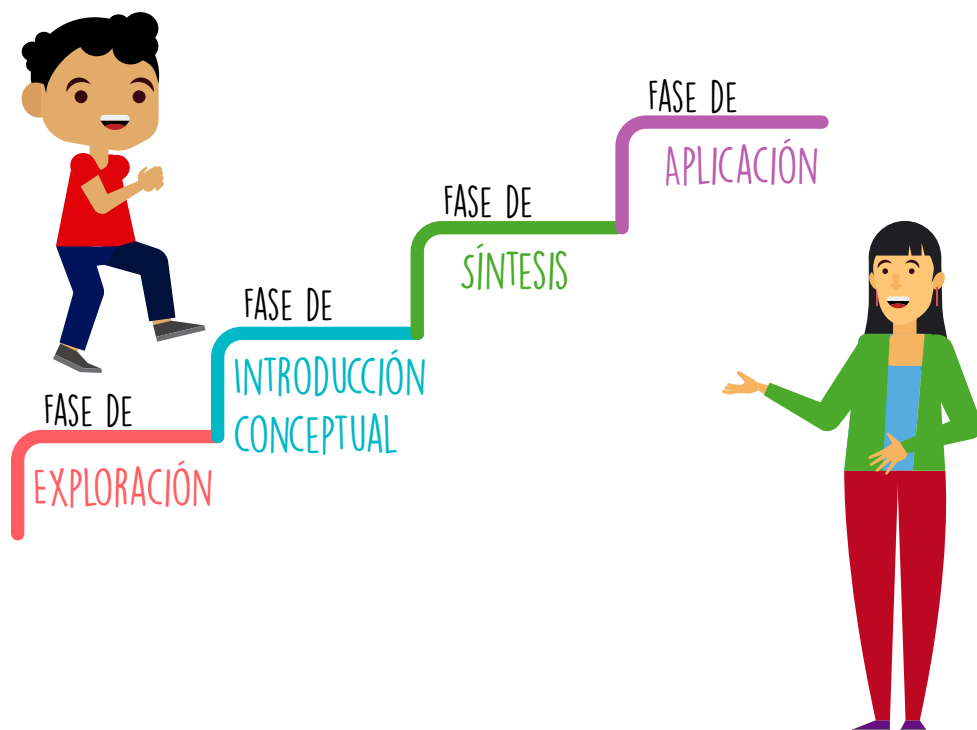 FASE DE
EXPLORACIÓN
FASE DE
INTRODUCCIÓN
CONCEPTUAL
FASE DE
SÍNTESIS
FASE DE
APLICACIÓN